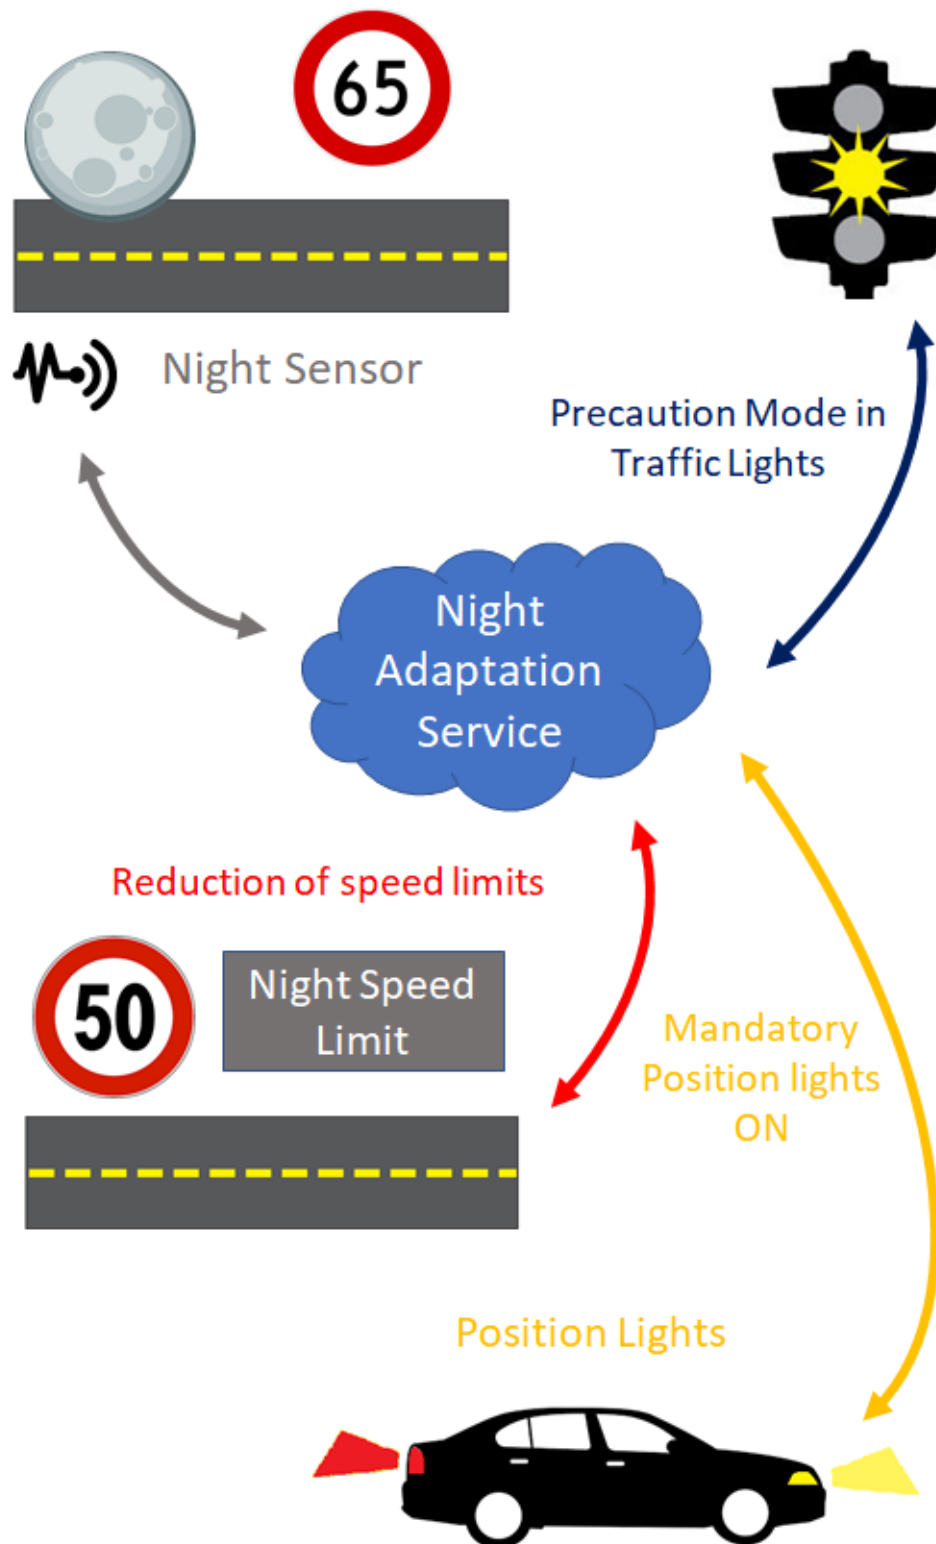 65
Night Sensor
Precaution Mode in
Traffic Lights
Night
Adaptation
Service
Reduction of speed limits
50
Night Speed
Limit
Mandatory
Position lights
ON
Position Lights